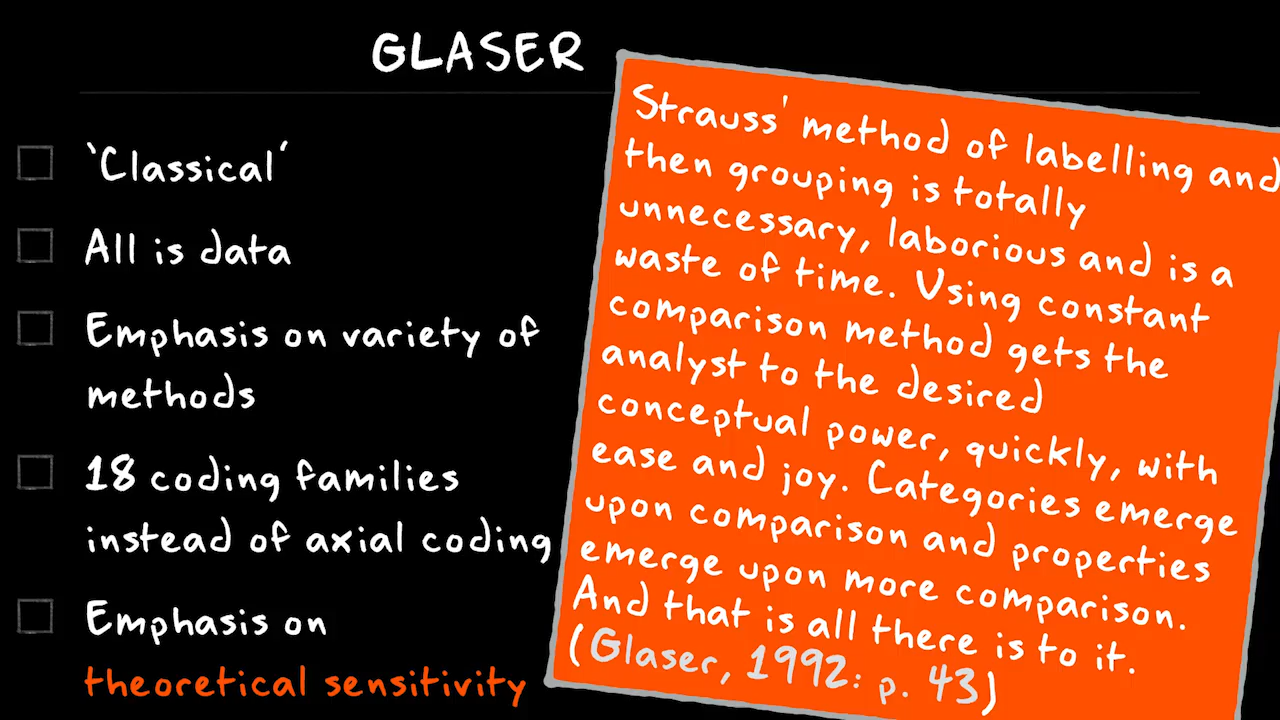 GLASER
‘Classical’
All is data
Emphasis on variety of
methods
18 coding families
instead of axial coding
Emphasis on
theoretical sensitivity
Strauss' method of labelling and
then grouping is totally
unnecessary, laborious and is a
waste of time. Using constant
comparison method gets the
analyst to the desired
conceptual power, quickly, with
ease and joy. Categories emerge
upon comparison and properties
emerge upon more comparison.
And that is all there is to it.
(Glaser, 1992: p. 43)